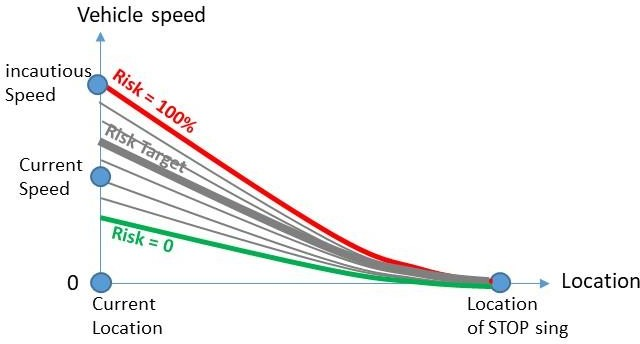 Vehicle speed
incautious
Speed
Risk = 100%
Risk Target
Current
Speed
Risk = 0
0
Location
Current
Location
Location
of STOP sing